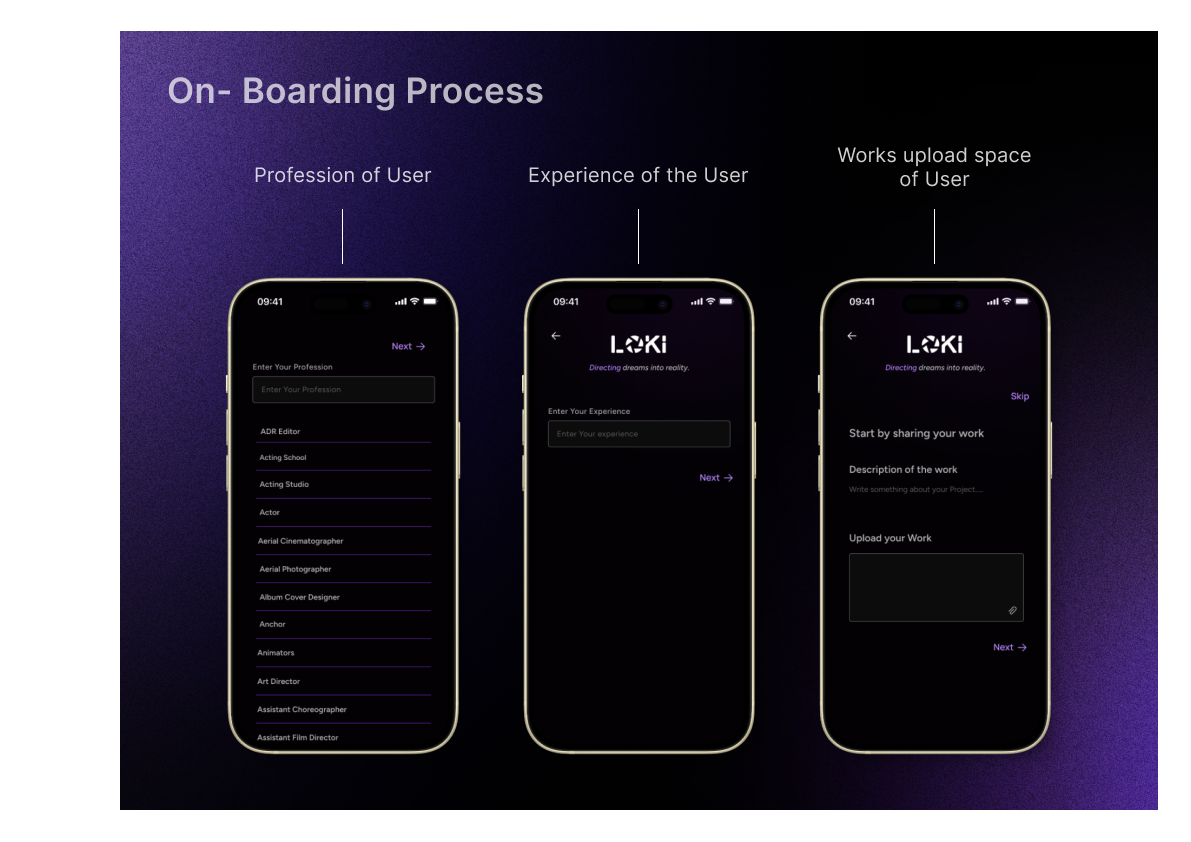 On- Boarding Process
Profession of User
Experience of the User
Works upload space
of User
09:41
Next →
Enter Your Profession
Enter Your Profession
ADR Editor
Acting School
Acting Studio
Actor
Aerial Cinematographer
Aerial Photographer
Album Cover Designer
Anchor
Animators
Art Director
Assistant Choreographer
Assistant Film Director
09:41
←
LOKi
Directing dreams into reality.
Enter Your Experience
Enter Your experience
Next →
09:41
←
LOKi
Directing dreams into reality.
Skip
Start by sharing your work
Description of the work
Write something about your Project.....
Upload your Work
Next →